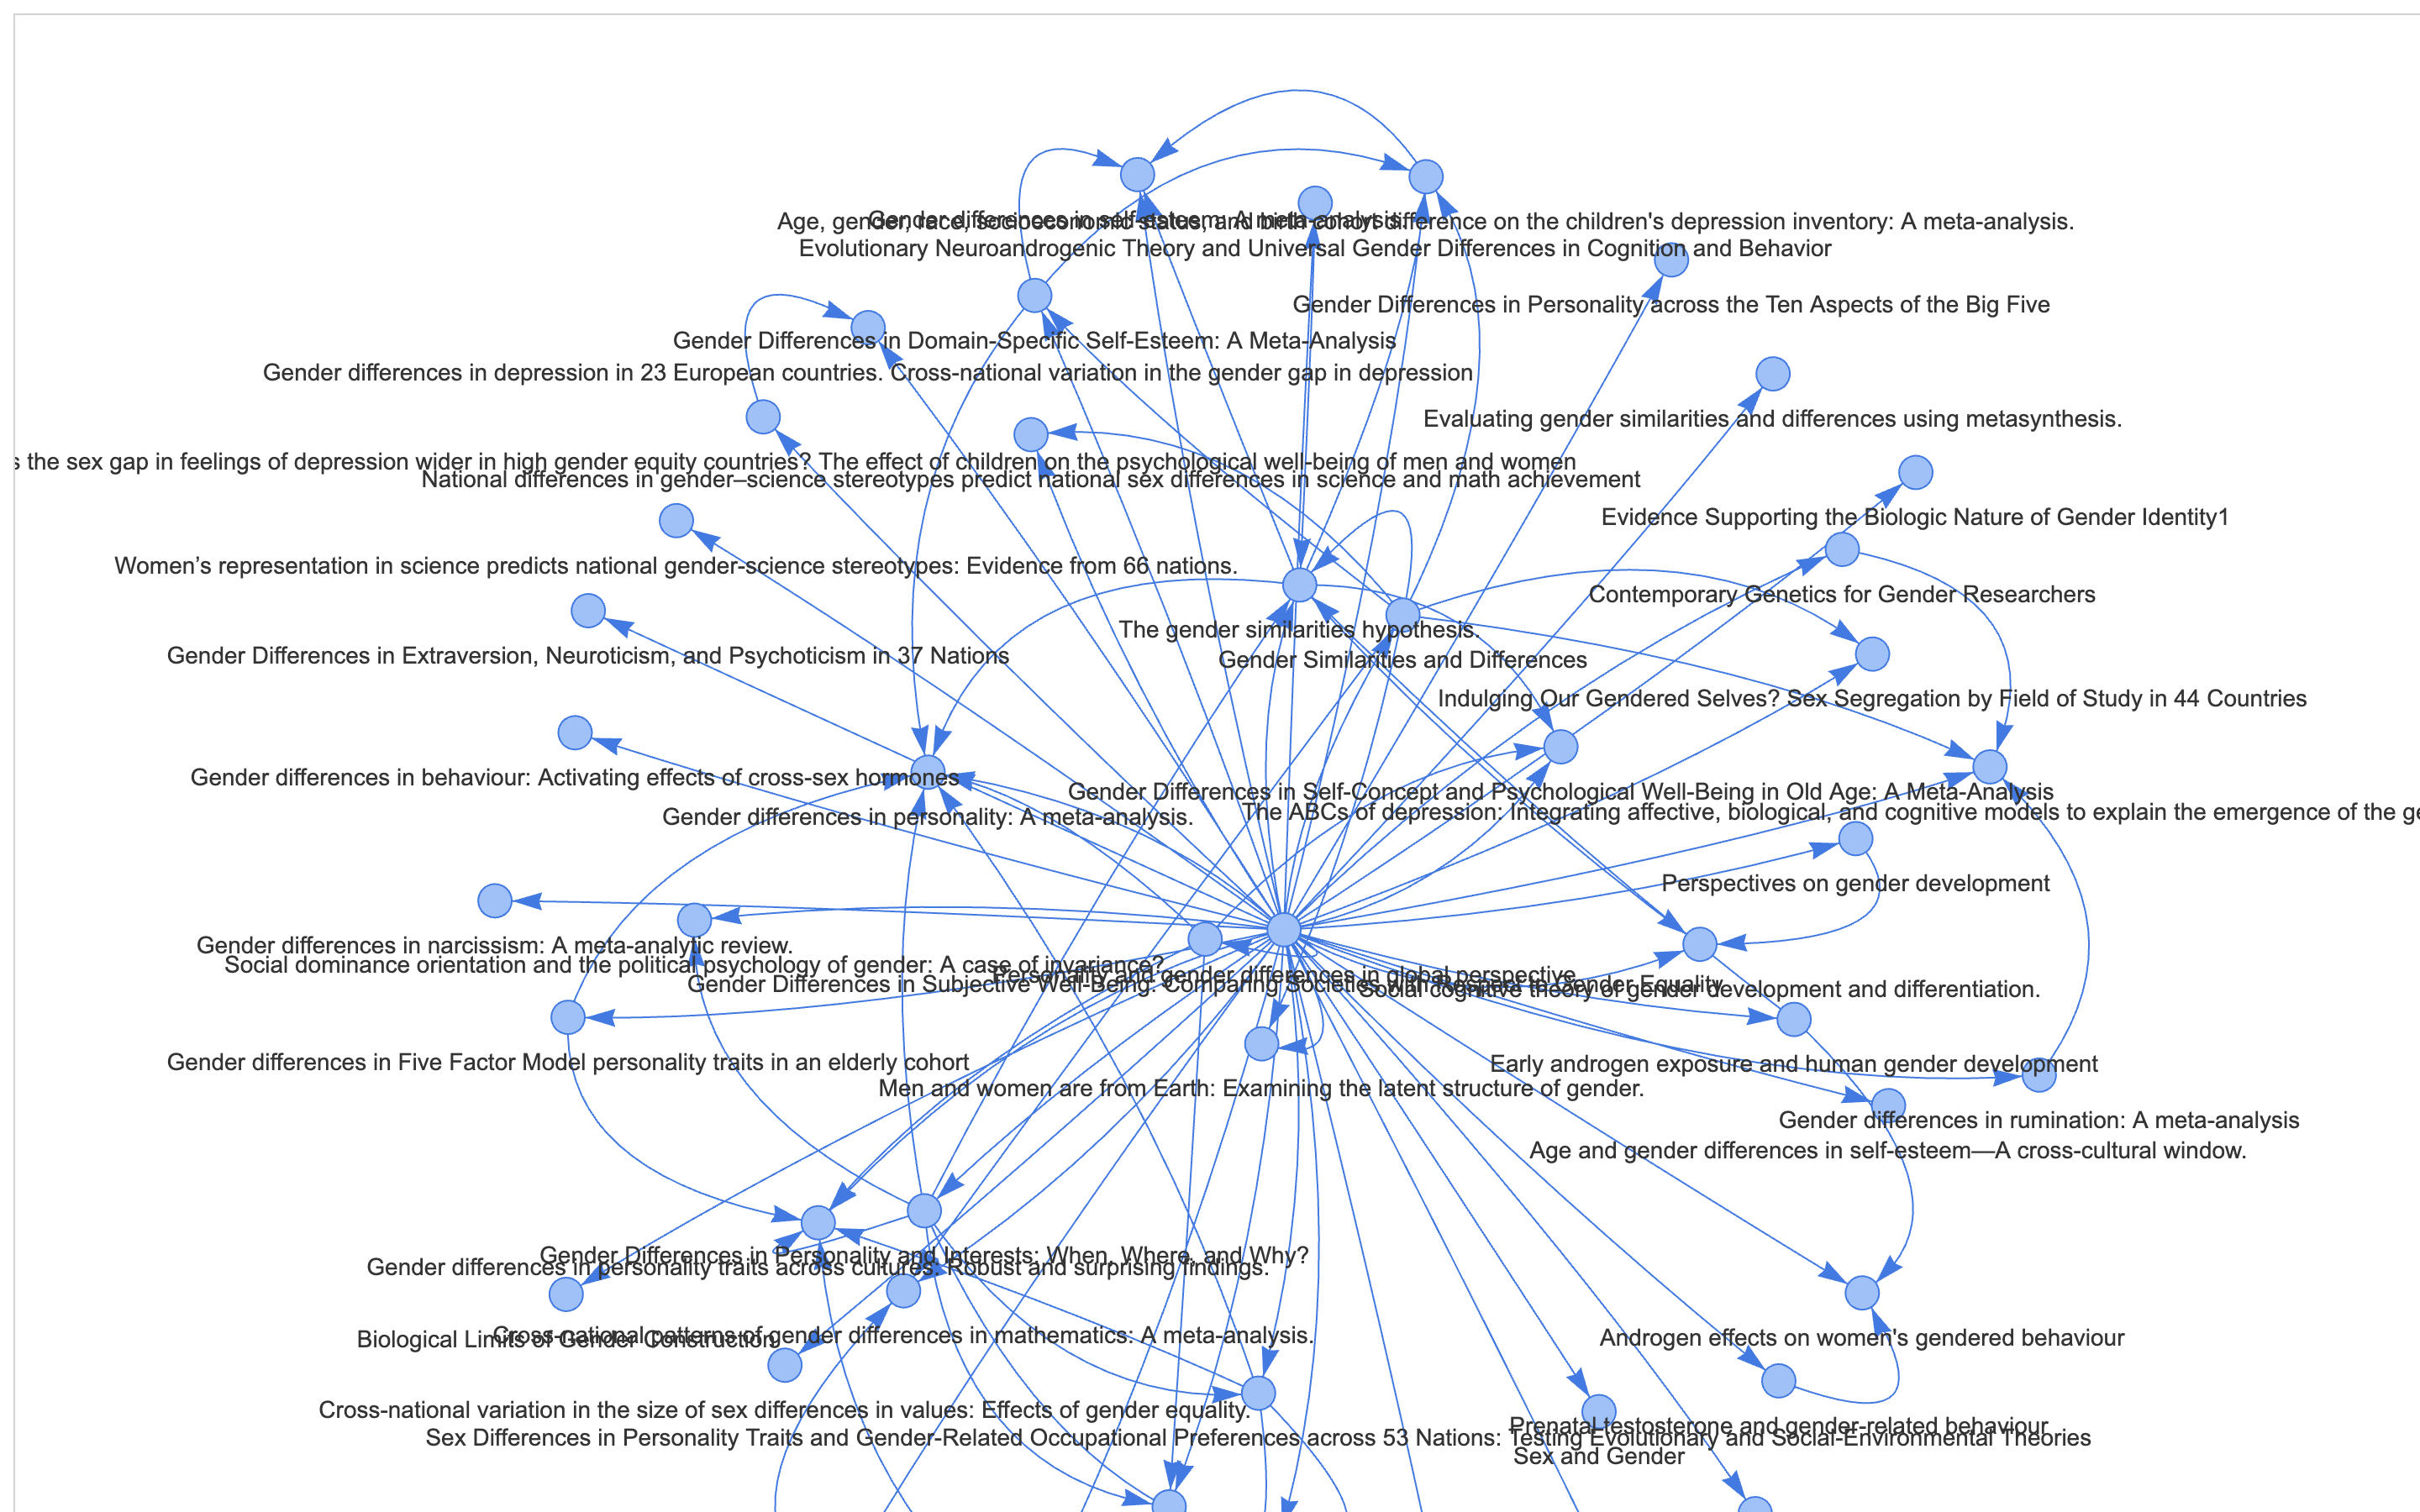 Gender differences in self-esteem: A meta-analysis.
Age, gender, race, socioeconomic status, and birth cohort difference on the children's depression inventory: A meta-analysis.
Evolutionary Neuroandrogenic Theory and Universal Gender Differences in Cognition and Behavior
Gender Differences in Personality across the Ten Aspects of the Big Five
Gender Differences in Domain-Specific Self-Esteem: A Meta-Analysis
Gender differences in depression in 23 European countries. Cross-national variation in the gender gap in depression
Evaluating gender similarities and differences using metasynthesis.
s the sex gap in feelings of depression wider in high gender equity countries? The effect of children on the psychological well-being of men and women
National differences in gender–science stereotypes predict national sex differences in science and math achievement
Evidence Supporting the Biologic Nature of Gender Identity1
Women’s representation in science predicts national gender-science stereotypes: Evidence from 66 nations.
Contemporary Genetics for Gender Researchers
The gender similarities hypothesis.
Gender Differences in Extraversion, Neuroticism, and Psychoticism in 37 Nations
Gender Similarities and Differences
Indulging Our Gendered Selves? Sex Segregation by Field of Study in 44 Countries
Gender differences in behaviour: Activating effects of cross-sex hormones
Gender Differences in Self-Concept and Psychological Well-Being in Old Age: A Meta-Analysis
The ABCs of depression: Integrating affective, biological, and cognitive models to explain the emergence of the ge
Gender differences in personality: A meta-analysis.
Perspectives on gender development
Gender differences in narcissism: A meta-analytic review.
Social dominance orientation and the political psychology of gender: A case of invariance?
Personality and gender differences in global perspective
Gender Differences in Subjective Well-Being: Comparing Societies with Respect to Gender Equality
Social cognitive theory of gender development and differentiation.
Gender differences in Five Factor Model personality traits in an elderly cohort
Early androgen exposure and human gender development
Men and women are from Earth: Examining the latent structure of gender.
Gender differences in rumination: A meta-analysis
Age and gender differences in self-esteem—A cross-cultural window.
Gender Differences in Personality and Interests: When, Where, and Why?
Gender differences in personality traits across cultures: Robust and surprising findings.
Cross-national patterns of gender differences in mathematics: A meta-analysis.
Biological Limits of Gender Construction
Androgen effects on women's gendered behaviour
Cross-national variation in the size of sex differences in values: Effects of gender equality.
Prenatal testosterone and gender-related behaviour
Sex Differences in Personality Traits and Gender-Related Occupational Preferences across 53 Nations: Testing Evolutionary and Social-Environmental Theories
Sex and Gender